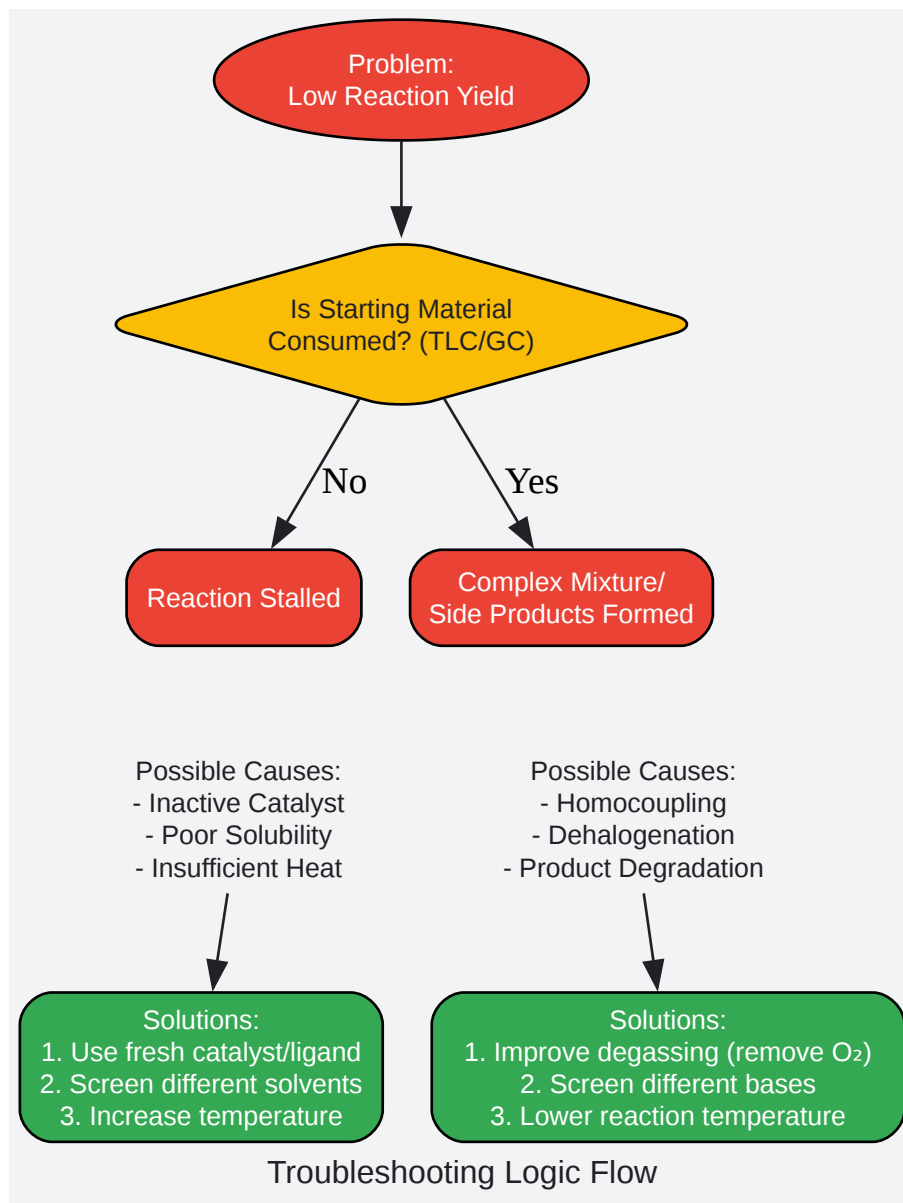 Problem:
Low Reaction Yield
Is Starting Material
Consumed? (TLC/GC)
No
Yes
Reaction Stalled
Complex Mixture/
Side Products Formed
Possible Causes:
- Inactive Catalyst
- Poor Solubility
- Insufficient Heat
Possible Causes:
- Homocoupling
- Dehalogenation
- Product Degradation
Solutions:
1. Use fresh catalyst/ligand
2. Screen different solvents
3. Increase temperature
Solutions:
1. Improve degassing (remove O₂)
2. Screen different bases
3. Lower reaction temperature
Troubleshooting Logic Flow